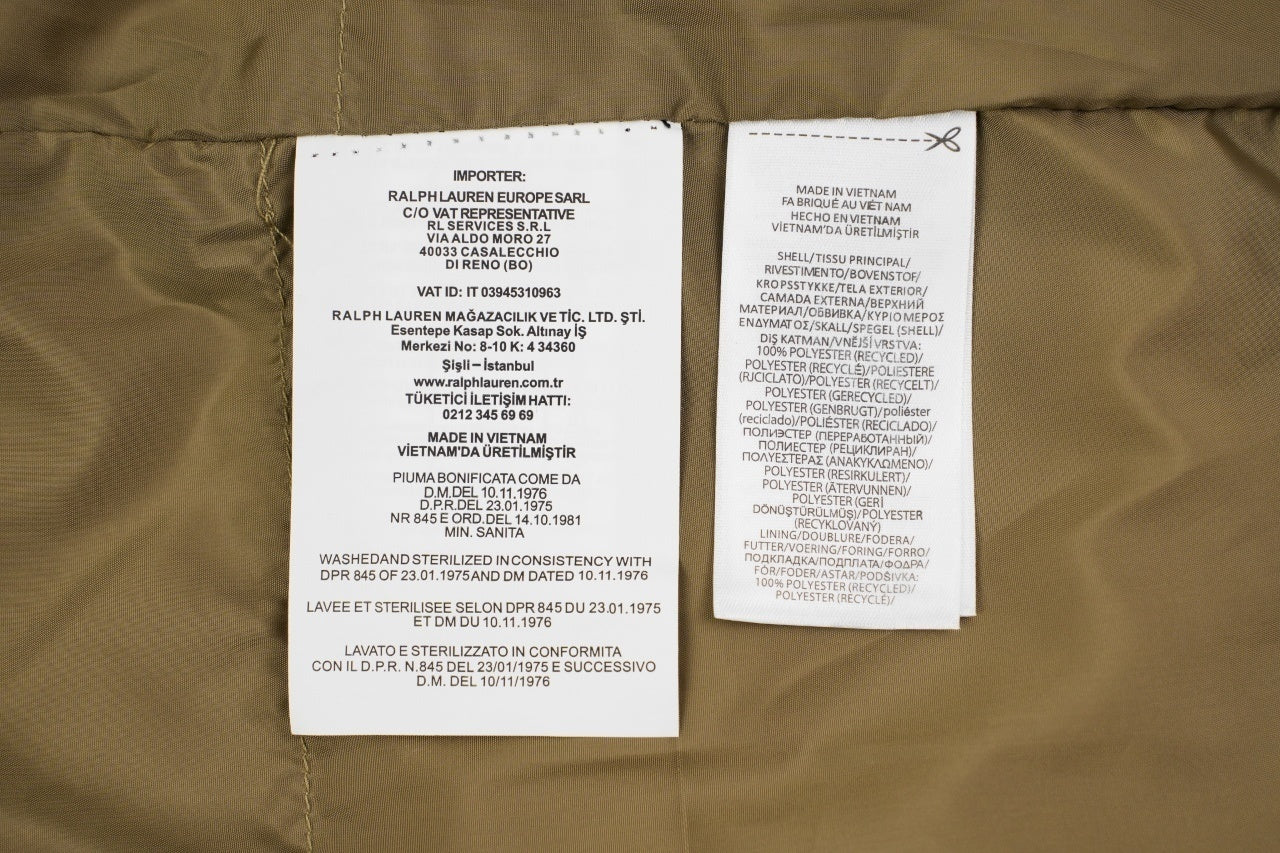 IMPORTER:
RALPH LAUREN EUROPE SARL
C/O VAT REPRESENTATIVE
RL SERVICES S.R.L
VIA ALDO MORO 27
40033 CASALECCHIO
DI RENO (BO)
VAT ID: IT 03945310963
RALPH LAUREN MAĞAZACILIK VE TİC. LTD. ŞTİ.
Esentepe Kasap Sok. Altınay İŞ
Merkezi No: 8-10 K: 4 34360
Şişli – İstanbul
www.ralphlauren.com.tr
TÜKETİCİ İLETİŞİM HATTI:
0212 345 69 69
MADE IN VIETNAM
VİETNAM'DA ÜRETİLMİŞTİR
PIUMA BONIFICATA COME DA
D.M.DEL 10.11.1976
D.P.R.DEL 23.01.1975
NR 845 E ORD.DEL 14.10.1981
MIN. SANITA
WASHEDAND STERILIZED IN CONSISTENCY WITH
DPR 845 OF 23.01.1975 AND DM DATED 10.11.1976
LAVEE ET STERILISEE SELON DPR 845 DU 23.01.1975
ET DM DU 10.11.1976
LAVATO E STERILIZZATO IN CONFORMITA
CON IL D.P.R. N.845 DEL 23/01/1975 E SUCCESSIVO
D.M. DEL 10/11/1976
MADE IN VIETNAM
FA BRIQUÉ AU VIÊT NAM
HECHO EN VIETNAM
VİETNAM'DA ÜRETİLMİŞTİR
SHELL/TISSU PRINCIPAL/
RIVESTIMENTO/BOVENSTOF/
KROPSSTYKKE/TELA EXTERIOR/
CAMADA EXTERNA/ВЕРХНИЙ
МАТЕРИАЛ/ОБВИВКА/ΚΥΡΙΟ ΜΕΡΟΣ
ΕΝΔΥΜΑΤΟΣ/SKALL/SPEGEL (SHELL)/
DIŞ KATMAN/VNĚJŠÍ VRSTVA:
100% POLYESTER (RECYCLED)/
POLYESTER (RECYCLÉ)/POLIESTERE
(RJCICLATO)/POLYESTER (RECYCELT)/
POLYESTER (GERECYCLED)/
POLYESTER (GENBRUGT)/poliéster
(reciclado)/POLIÉSTER (RECICLADO)/
ПОЛИЭСТЕР (ПЕРЕРАБОТАННЫЙ)/
ПОЛИЕСТЕР (РЕЦИКЛИРАН)/
ΠΟΛΥΕΣΤΕΡΑΣ (ΑΝΑΚΥΚΛΩΜΕΝΟ)/
POLYESTER (RESIRKULERT)/
POLYESTER (ÅTERVUNNEN)/
POLYESTER (GERİ
DÖNÜŞTÜRÜLMÜŞ)/POLYESTER
(RECYKLOVANÝ)
LINING/DOUBLURE/FODERA/
FUTTER/VOERING/FORING/FORRO/
ПОДКЛАДКА/ПОДПЛАТА/ΦΟΔΡΑ/
FÔR/FODER/ASTAR/PODŠIVKA:
100% POLYESTER (RECYCLED)/
POLYESTER (RECYCLÉ)/